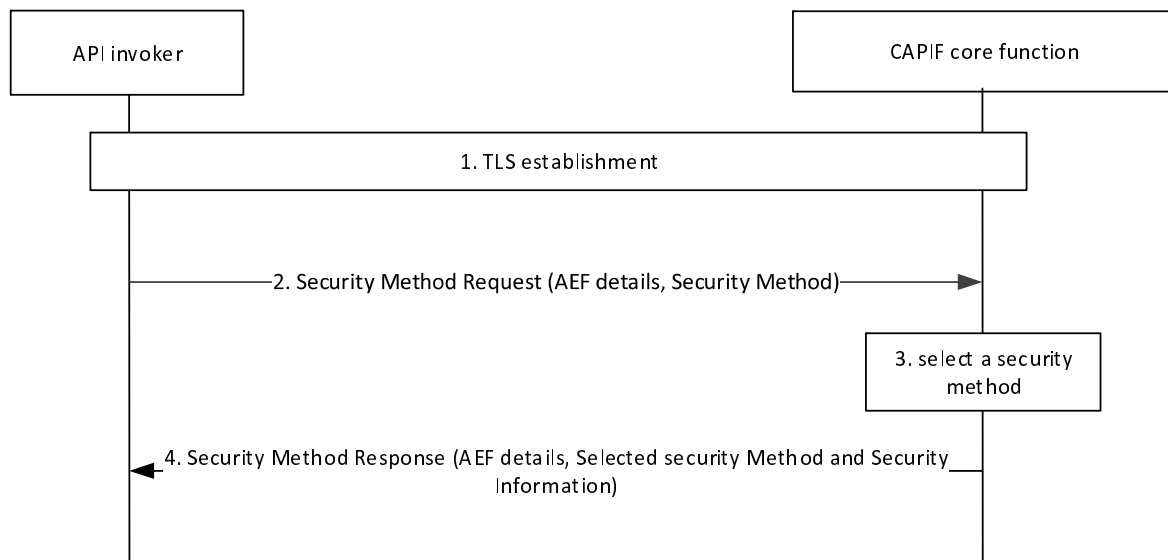 API invoker
CAPIF core function
1. TLS establishment
2. Security Method Request (AEF details, Security Method)
3. select a security
method
4. Security Method Response (AEF details, Selected security Method and Security
Information)